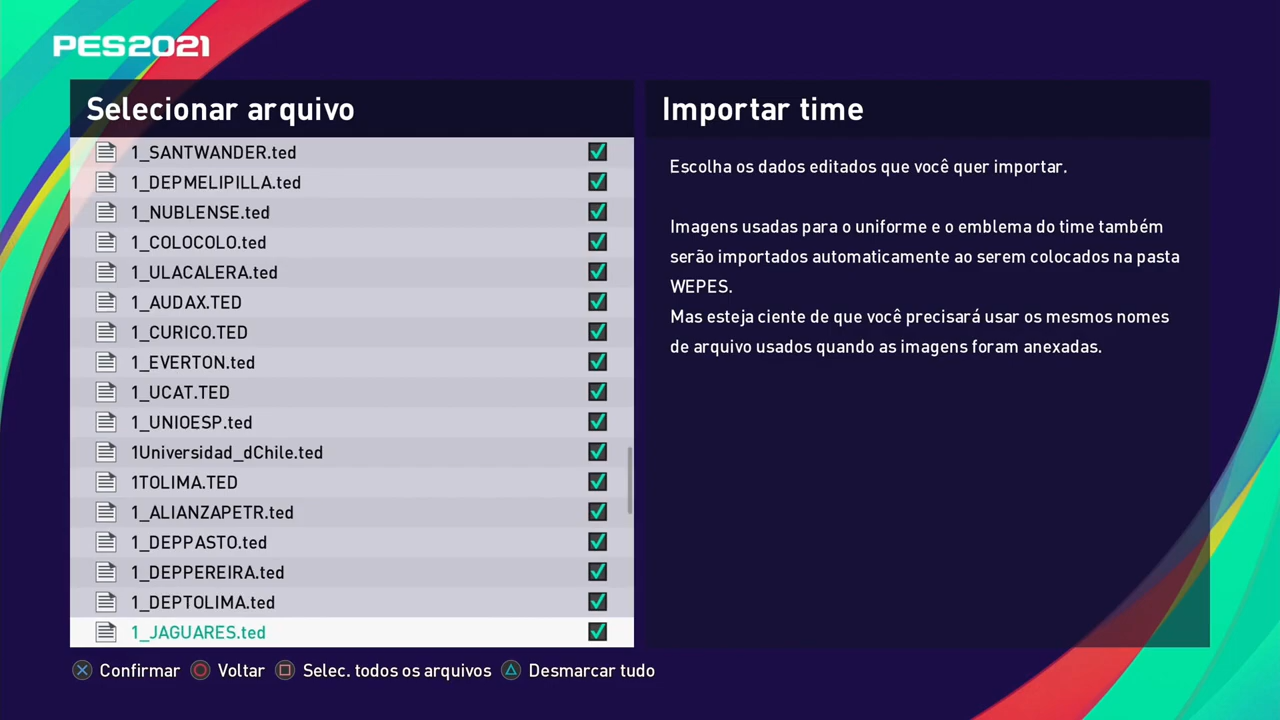 PES2021
Selecionar arquivo
1_SANTWANDER.ted
1_DEPMELIPILLA.ted
1_NUBLENSE.ted
1_COLOCOLO.ted
1_ULACALERA.ted
1_AUDAX.TED
1_CURICO.TED
1_EVERTON.ted
1_UCAT.TED
1_UNIOESP.ted
1Universidad_dChile.ted
1TOLIMA.TED
1_ALIANZAPETR.ted
1_DEPPASTO.ted
1_DEPPEREIRA.ted
1_DEPTOLIMA.ted
1_JAGUARES.ted
Importar time
Escolha os dados editados que você quer importar.
Imagens usadas para o uniforme e o emblema do time também
serão importados automaticamente ao serem colocados na pasta
WEPES.
Mas esteja ciente de que você precisará usar os mesmos nomes
de arquivo usados quando as imagens foram anexadas.
Confirmar Voltar Selec. todos os arquivos Desmarcar tudo